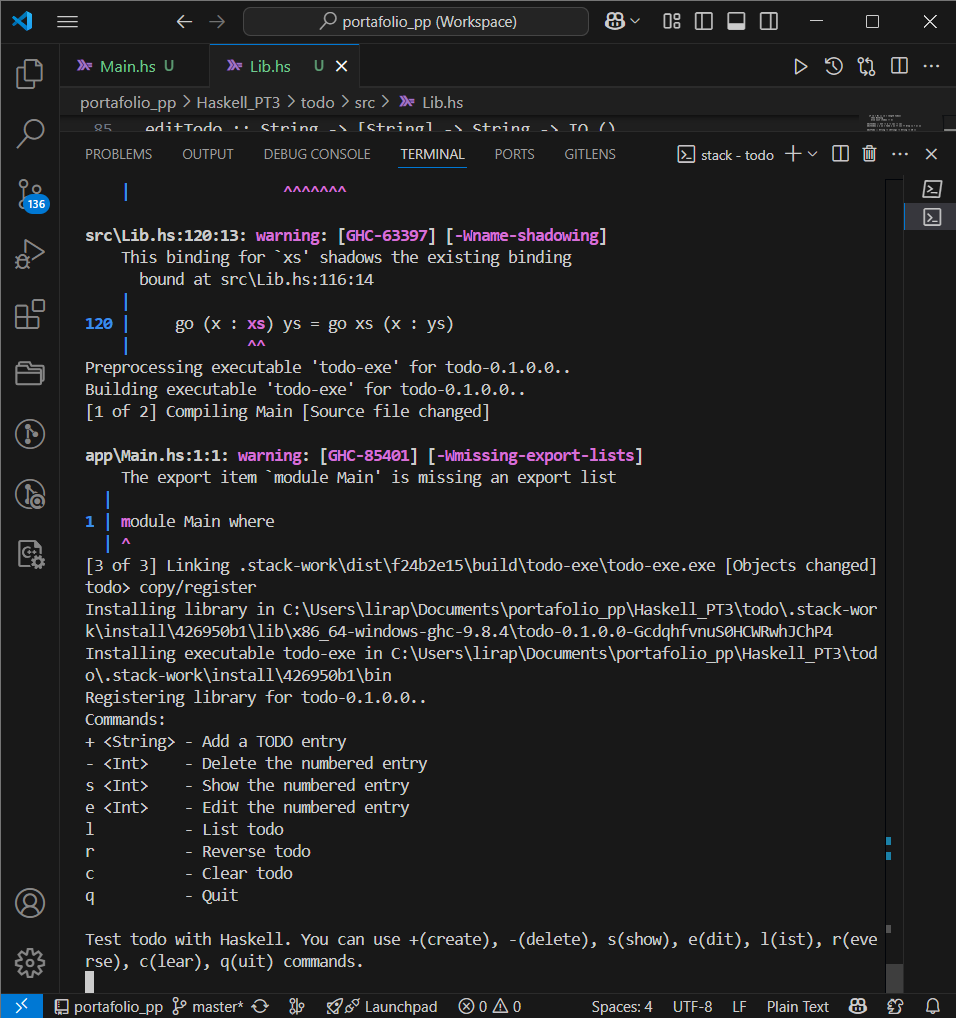 portafolio_pp (Workspace)
Main.hs U
Lib.hs U
portafolio_pp > Haskell_PT3 > todo > src > Lib.hs
85 editTodo :: String -> [String] -> String -> IO ()
PROBLEMS OUTPUT DEBUG CONSOLE TERMINAL PORTS GITLENS
stack - todo
| ^^^^^^^
src\Lib.hs:120:13: warning: [GHC-63397] [-Wname-shadowing]
This binding for `xs' shadows the existing binding
bound at src\Lib.hs:116:14
|
120 | go (x : xs) ys = go xs (x : ys)
| ^^
Preprocessing executable 'todo-exe' for todo-0.1.0.0..
Building executable 'todo-exe' for todo-0.1.0.0..
[1 of 2] Compiling Main [Source file changed]
app\Main.hs:1:1: warning: [GHC-85401] [-Wmissing-export-lists]
The export item `module Main' is missing an export list
|
1 | module Main where
| ^
[3 of 3] Linking .stack-work\dist\f24b2e15\build\todo-exe\todo-exe.exe [Objects changed]
todo> copy/register
Installing library in C:\Users\lirap\Documents\portafolio_pp\Haskell_PT3\todo\.stack-wor
k\install\426950b1\lib\x86_64-windows-ghc-9.8.4\todo-0.1.0.0-GcdqhfvnuS0HCWRwhJChP4
Installing executable todo-exe in C:\Users\lirap\Documents\portafolio_pp\Haskell_PT3\tod
o\.stack-work\install\426950b1\bin
Registering library for todo-0.1.0.0..
Commands:
+ <String> - Add a TODO entry
- <Int>    - Delete the numbered entry
s <Int>    - Show the numbered entry
e <Int>    - Edit the numbered entry
l          - List todo
r          - Reverse todo
c          - Clear todo
q          - Quit
Test todo with Haskell. You can use +(create), -(delete), s(show), e(dit), l(ist), r(eve
rse), c(lear), q(uit) commands.
136
portafolio_pp master* Launchpad 0 0 Spaces: 4 UTF-8 LF Plain Text